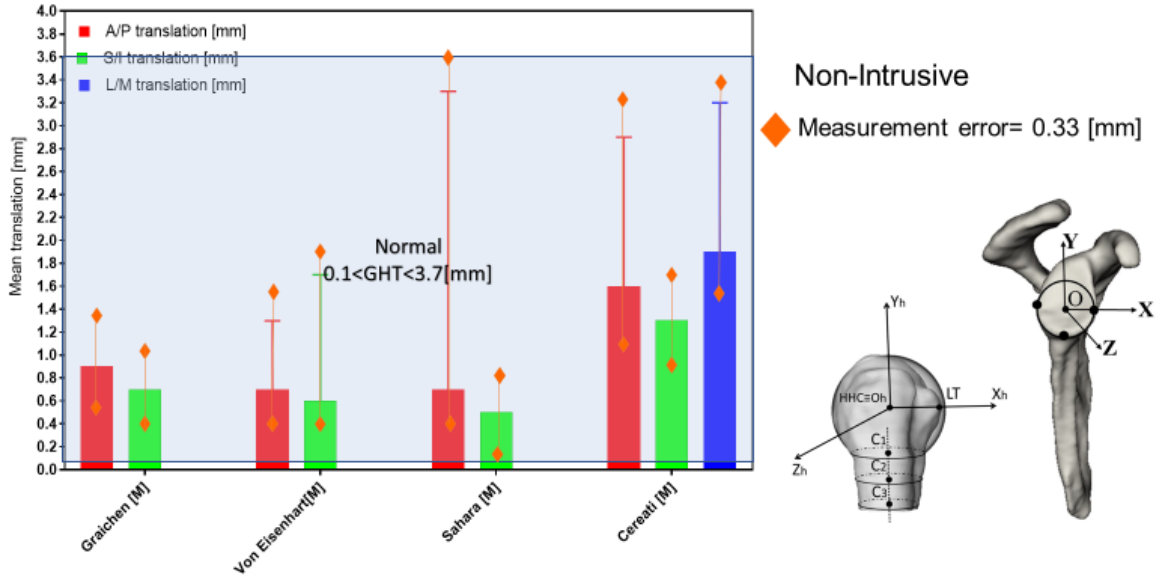 4.0
3.8
3.6
3.4
3.2
3.0
2.8
2.6
2.4
2.2
2.0
1.8
1.6
1.4
1.2
1.0
0.8
0.6
0.4
0.2
0.0
Mean translation [mm]
A/P translation [mm]
S/I translation [mm]
L/M translation [mm]
Normal
0.1<GHT<3.7[mm]
Graichen [M]
Von Eisenhart[M]
Sahara [M]
Cereati [M]
Non-Intrusive
Measurement error= 0.33 [mm]
Yh
HHC≡Oh
LT
Xh
Zh
C1
C2
C3
Y
O
X
Z